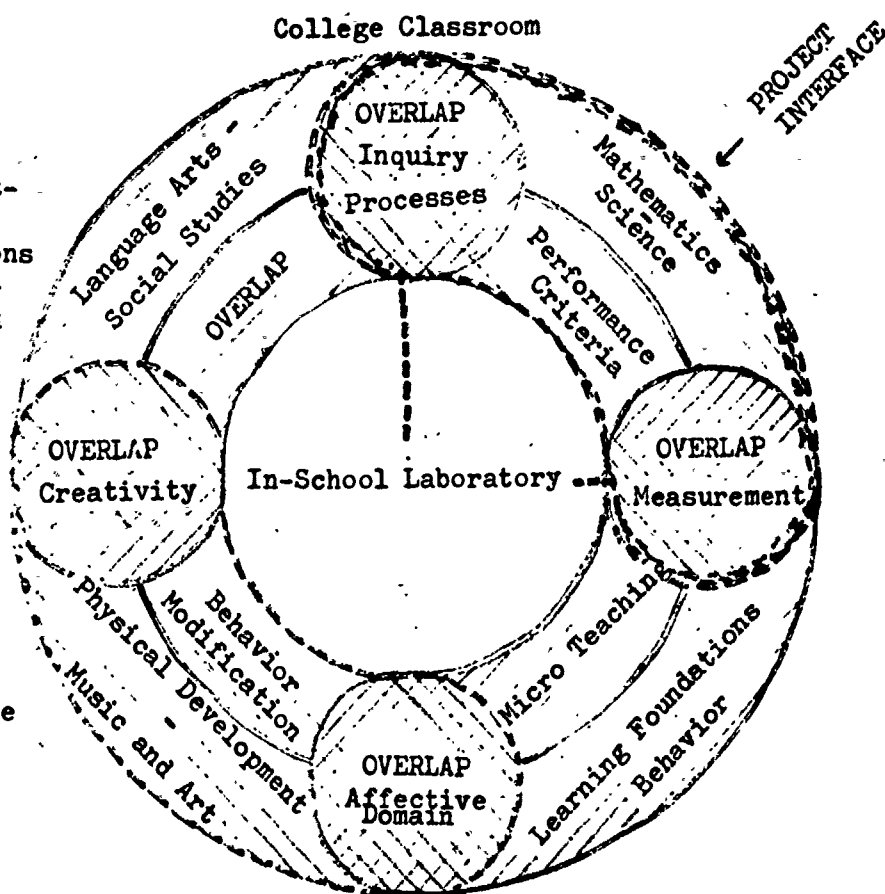 College Classroom
PROJECT
INTERFACE
OVERLAP
Inquiry
Processes
Language Arts -
Social Studies
OVERLAP
Mathematics
Science
Performance
Criteria
OVERLAP
Creativity
In-School Laboratory
OVERLAP
Measurement
Behavior
Modification
Physical Development -
Music and Art
OVERLAP
Affective
Domain
Micro Teaching
Learning Foundations
Behavior
ons
e